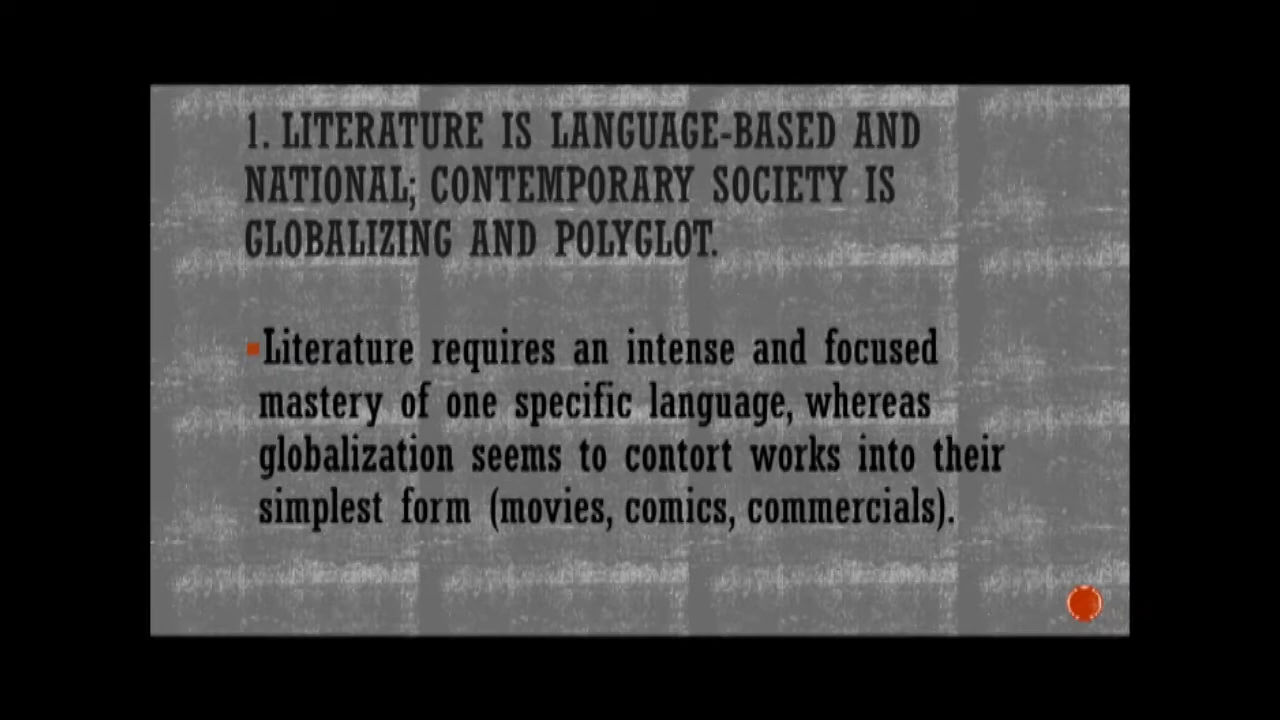 1. LITERATURE IS LANGUAGE-BASED AND
NATIONAL; CONTEMPORARY SOCIETY IS
GLOBALIZING AND POLYGLOT.
▪Literature requires an intense and focused
mastery of one specific language, whereas
globalization seems to contort works into their
simplest form (movies, comics, commercials).